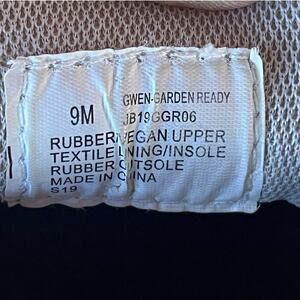 9M GWEN-GARDEN READY
JB19GGR06
RUBBER/VEGAN UPPER
TEXTILE LINING/INSOLE
RUBBER OUTSOLE
MADE IN CHINA
S19